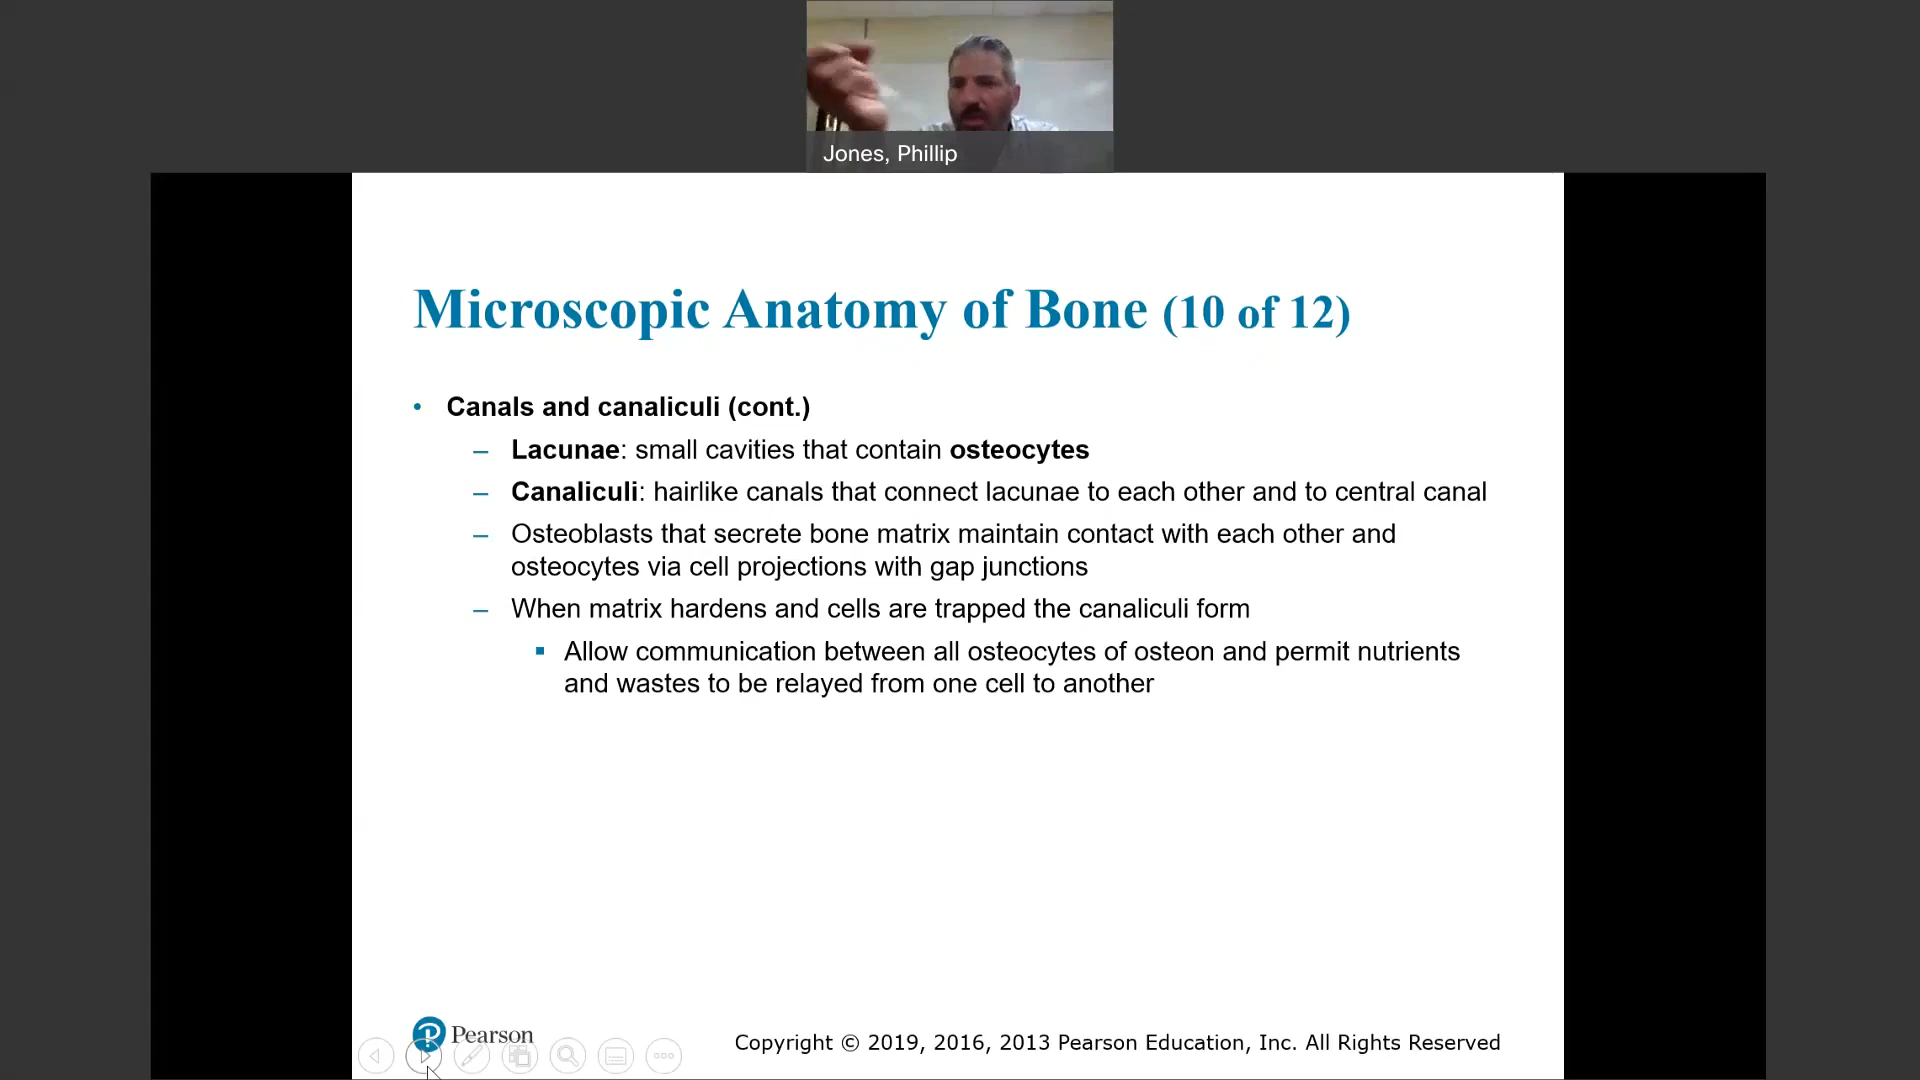 Jones, Phillip
Microscopic Anatomy of Bone (10 of 12)
• Canals and canaliculi (cont.)
– Lacunae: small cavities that contain osteocytes
– Canaliculi: hairlike canals that connect lacunae to each other and to central canal
– Osteoblasts that secrete bone matrix maintain contact with each other and
osteocytes via cell projections with gap junctions
– When matrix hardens and cells are trapped the canaliculi form
▪ Allow communication between all osteocytes of osteon and permit nutrients
and wastes to be relayed from one cell to another
Pearson
Copyright © 2019, 2016, 2013 Pearson Education, Inc. All Rights Reserved